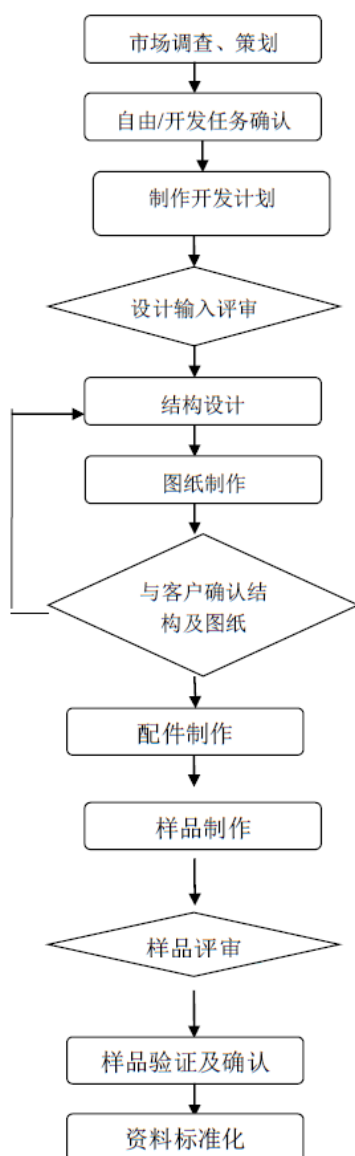 市场调查、策划
自由/开发任务确认
制作开发计划
设计输入评审
结构设计
图纸制作
与客户确认结
构及图纸
配件制作
样品制作
样品评审
样品验证及确认
资料标准化